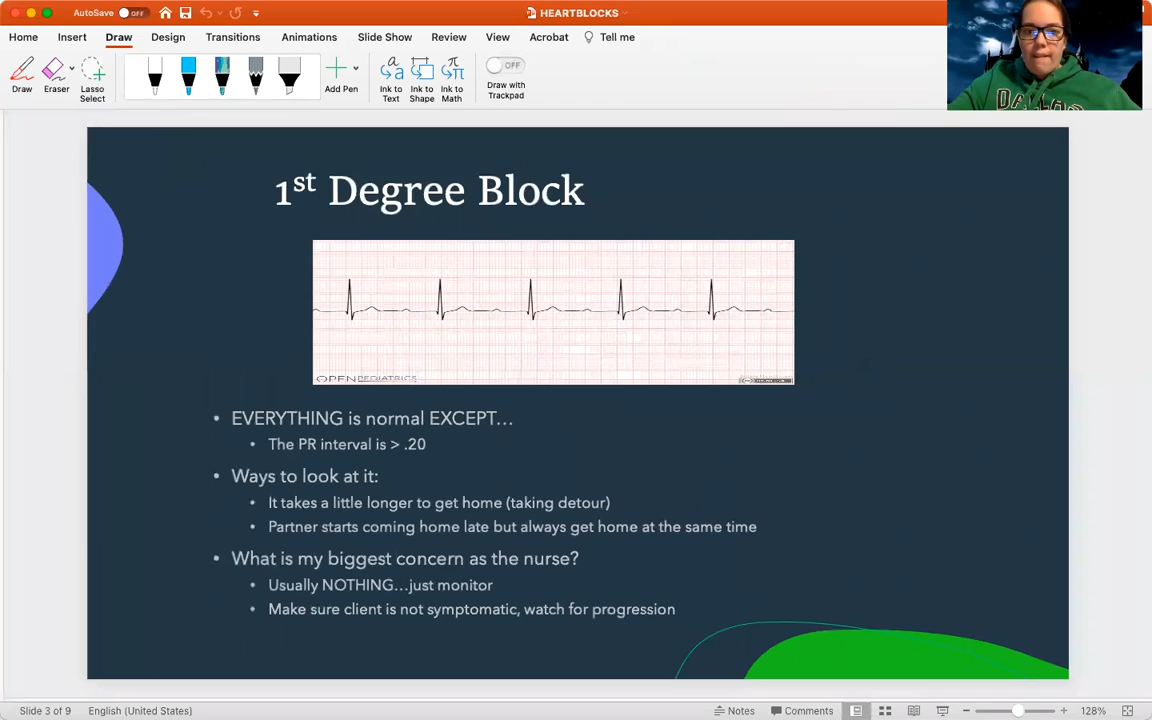 AutoSave OFF
HEARTBLOCKS
Home Insert Draw Design Transitions Animations Slide Show Review View Acrobat Tell me
Draw
Eraser
Lasso
Select
Add Pen
Ink to
Text
Ink to
Shape
Ink to
Math
OFF
Draw with
Trackpad
1st Degree Block
OPENPEDIATRICS
• EVERYTHING is normal EXCEPT…
• The PR interval is > .20
• Ways to look at it:
• It takes a little longer to get home (taking detour)
• Partner starts coming home late but always get home at the same time
• What is my biggest concern as the nurse?
• Usually NOTHING…just monitor
• Make sure client is not symptomatic, watch for progression
Slide 3 of 9 English (United States) Notes Comments 128%